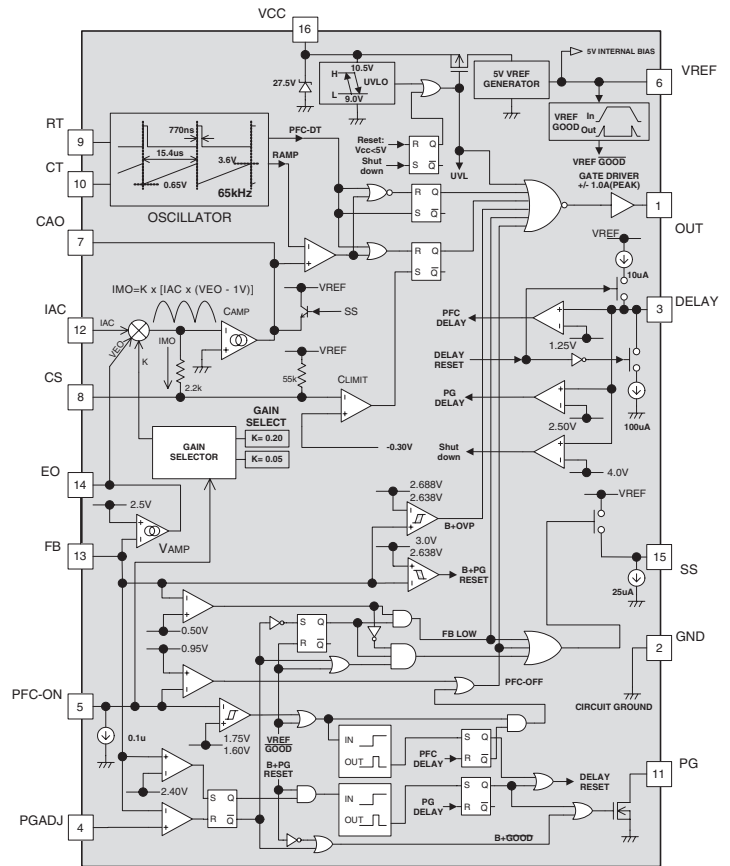 VCC
16
5V INTERNAL BIAS
10.5V
H
UVLO
L
9.0V
27.5V
5V VREF
GENERATOR
6
VREF
VREF
GOOD
In
Out
VREF GOOD
RT
9
770ns
15.4us
3.6V
0.65V
65kHz
OSCILLATOR
PFC-DT
RAMP
Reset:
Vcc<5V
Shut
down
R Q
S Q
UVL
GATE DRIVER
+/- 1.0A(PEAK)
1
OUT
CT
10
R Q
S Q
CAO
7
R Q
S Q
VREF
10uA
IMO=K x [IAC x (VEO - 1V)]
CAMP
VREF
SS
3
DELAY
PFC
DELAY
1.25V
IAC
12
IAC
VEO
K
IMO
2.2k
VREF
55k
CLIMIT
DELAY
RESET
CS
8
PG
DELAY
2.50V
100uA
-0.30V
Shut
down
4.0V
GAIN
SELECT
GAIN
SELECTOR
K= 0.20
K= 0.05
EO
14
2.5V
VAMP
2.688V
2.638V
B+OVP
VREF
FB
13
3.0V
2.638V
B+PG
RESET
15
SS
25uA
0.50V
S Q
R Q
FB LOW
2
GND
CIRCUIT GROUND
0.95V
PFC-OFF
PFC-ON
5
0.1u
1.75V
1.60V
VREF
GOOD
IN
OUT
PFC
DELAY
S Q
R Q
B+PG
RESET
DELAY
RESET
11
PG
2.40V
S Q
R Q
IN
OUT
PG
DELAY
S Q
R Q
PGADJ
4
B+GOOD